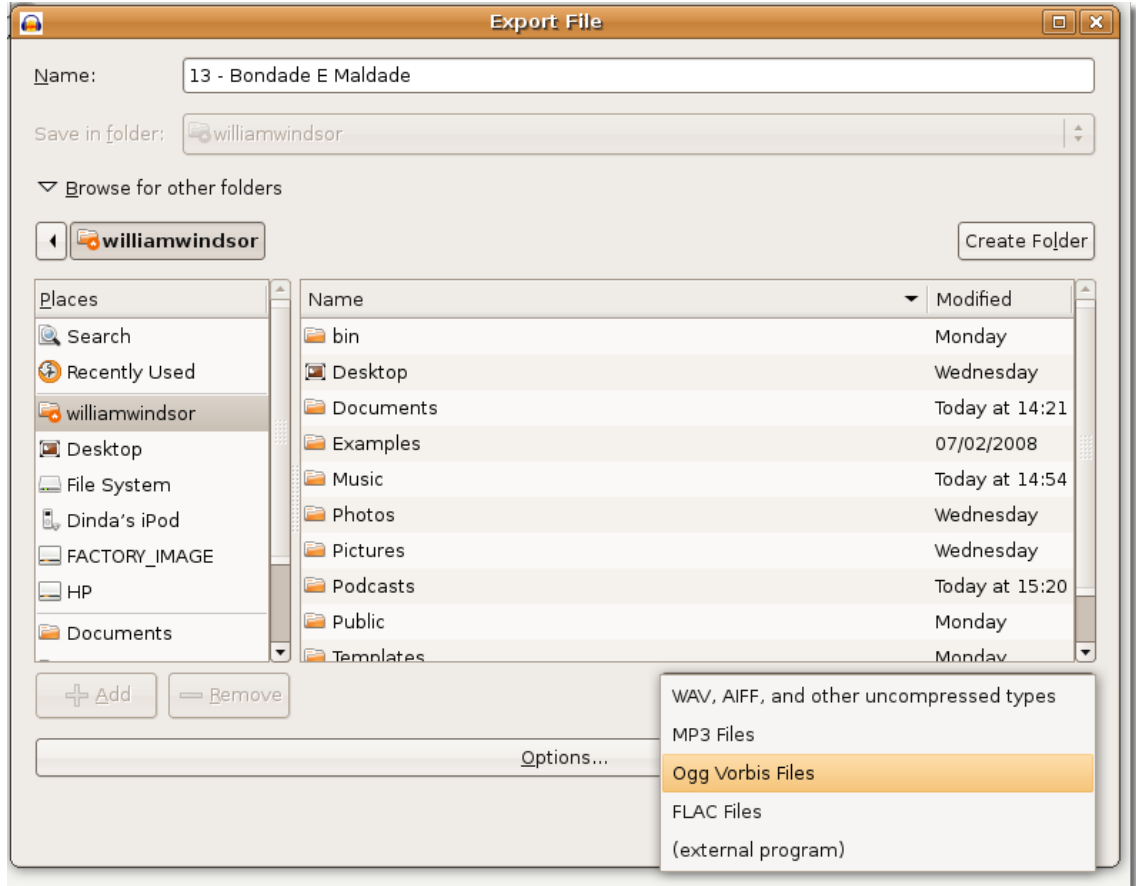 Export File
Name: 13 - Bondade E Maldade
Save in folder: williamwindsor
Browse for other folders
williamwindsor Create Folder
Places
Search
Recently Used
williamwindsor
Desktop
File System
Dinda's iPod
FACTORY_IMAGE
HP
Documents
Name Modified
bin Monday
Desktop Wednesday
Documents Today at 14:21
Examples 07/02/2008
Music Today at 14:54
Photos Wednesday
Pictures Wednesday
Podcasts Today at 15:20
Public Monday
Templates Monday
Add Remove
Options...
WAV, AIFF, and other uncompressed types
MP3 Files
Ogg Vorbis Files
FLAC Files
(external program)